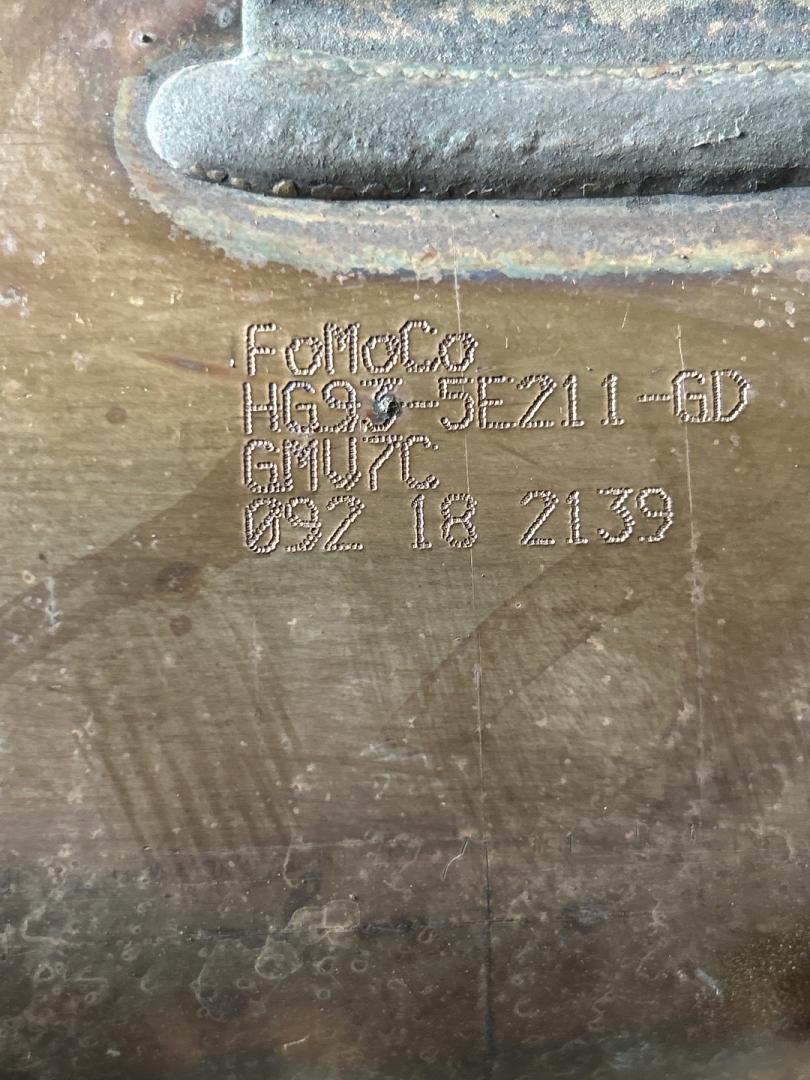 FoMoCo
HG93-5E211-GD
GMU7C
092 18 2139